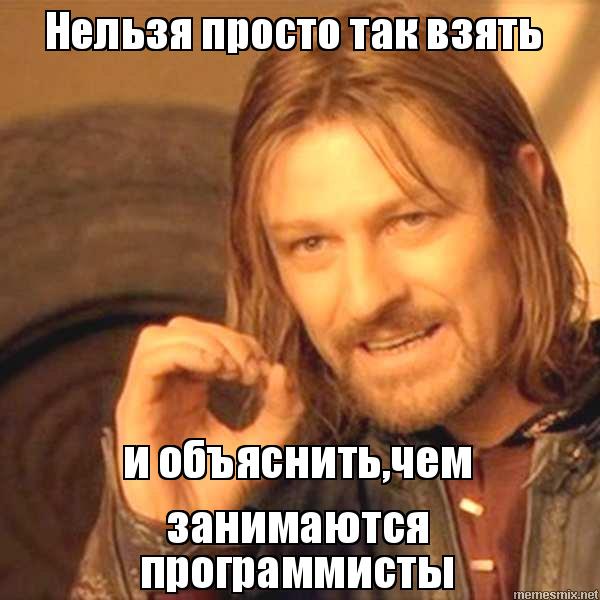 Нельзя просто так взять
и объяснить,чем
занимаются
программисты
memesmix.net